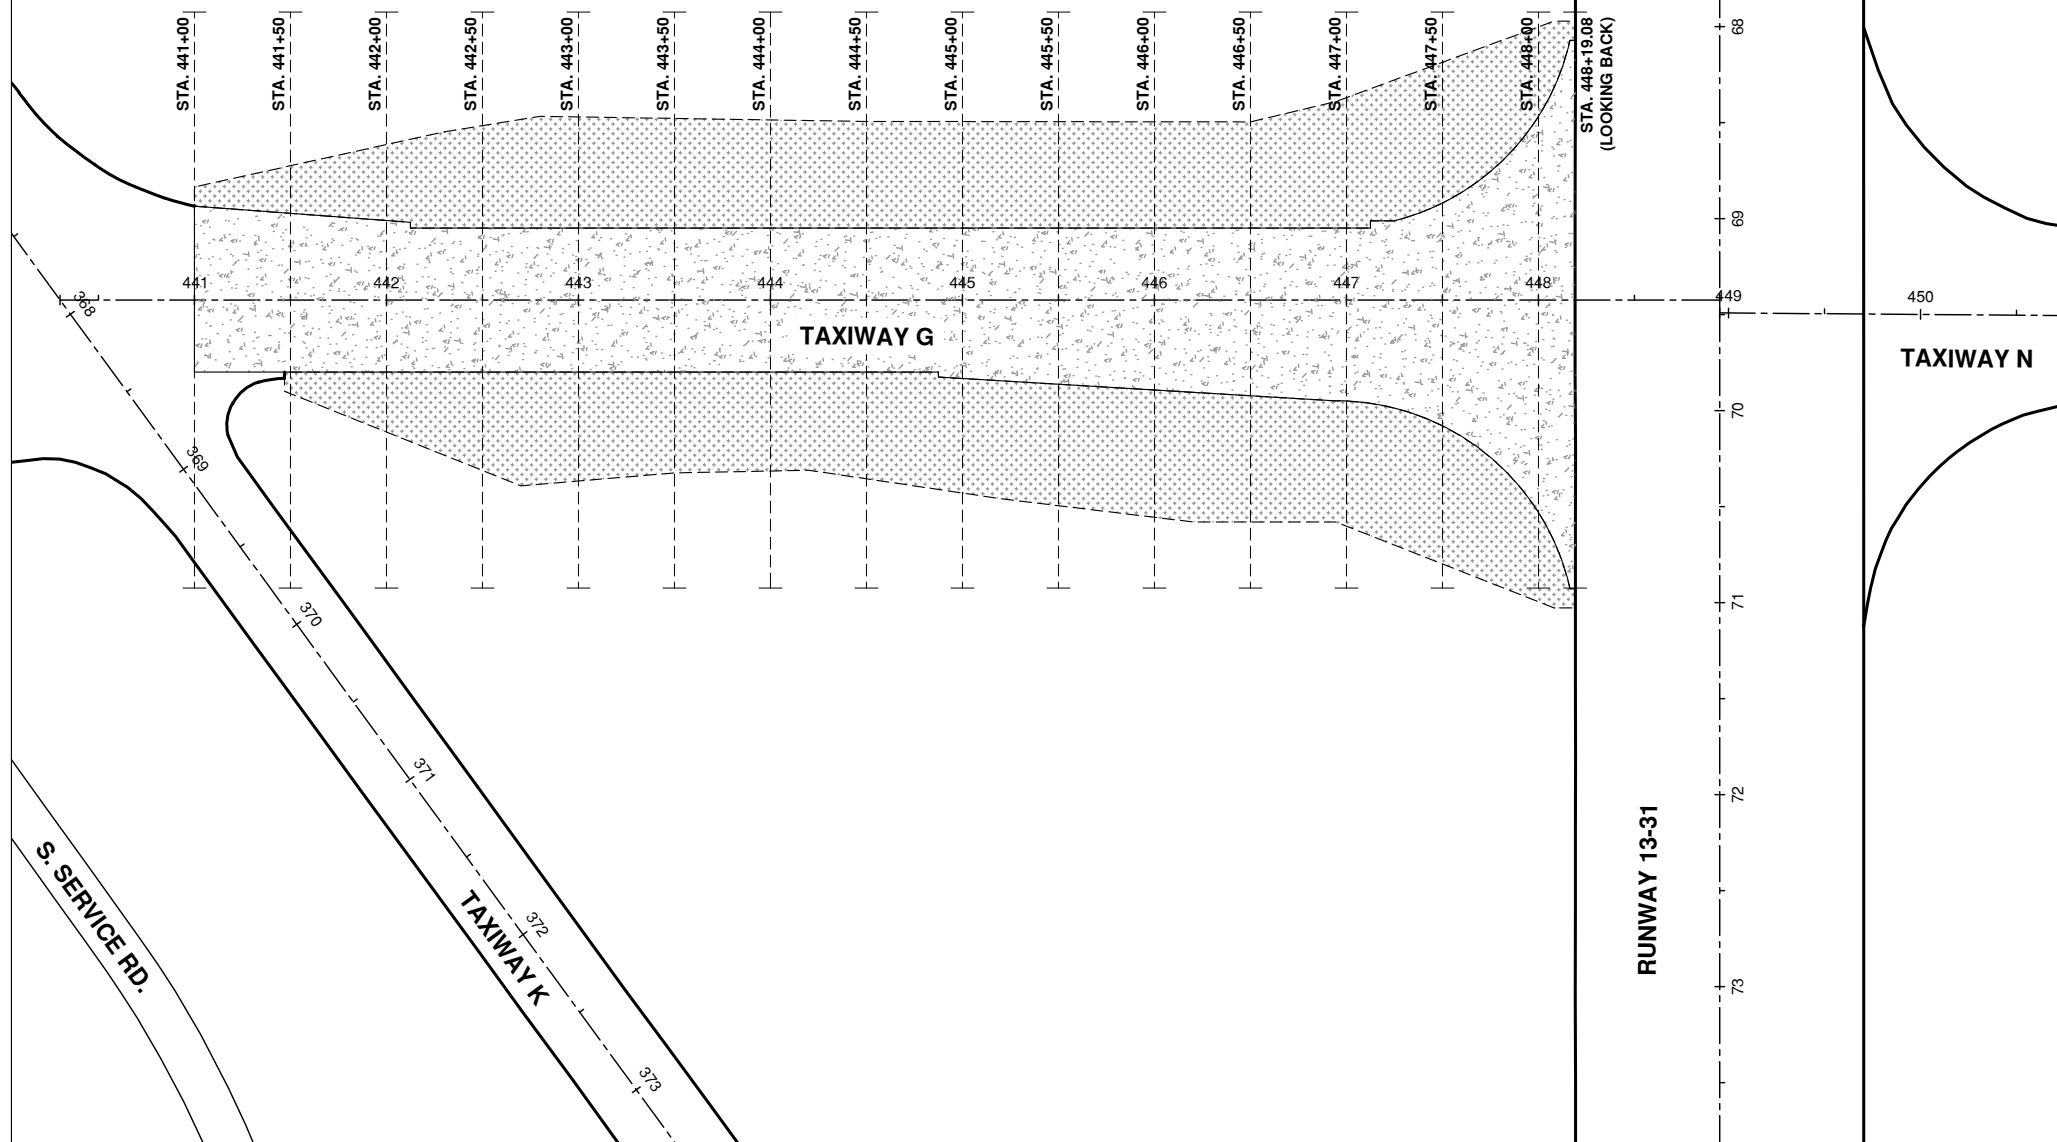 STA. 441+00
STA. 441+50
STA. 442+00
STA. 442+50
STA. 443+00
STA. 443+50
STA. 444+00
STA. 444+50
STA. 445+00
STA. 445+50
STA. 446+00
STA. 446+50
STA. 447+00
STA. 447+50
STA. 448+00
STA. 448+19.08
(LOOKING BACK)
68
69
441
442
443
444
445
446
447
448
449
450
368
TAXIWAY G
TAXIWAY N
70
369
370
71
371
72
RUNWAY 13-31
S. SERVICE RD.
TAXIWAY K
372
73
373